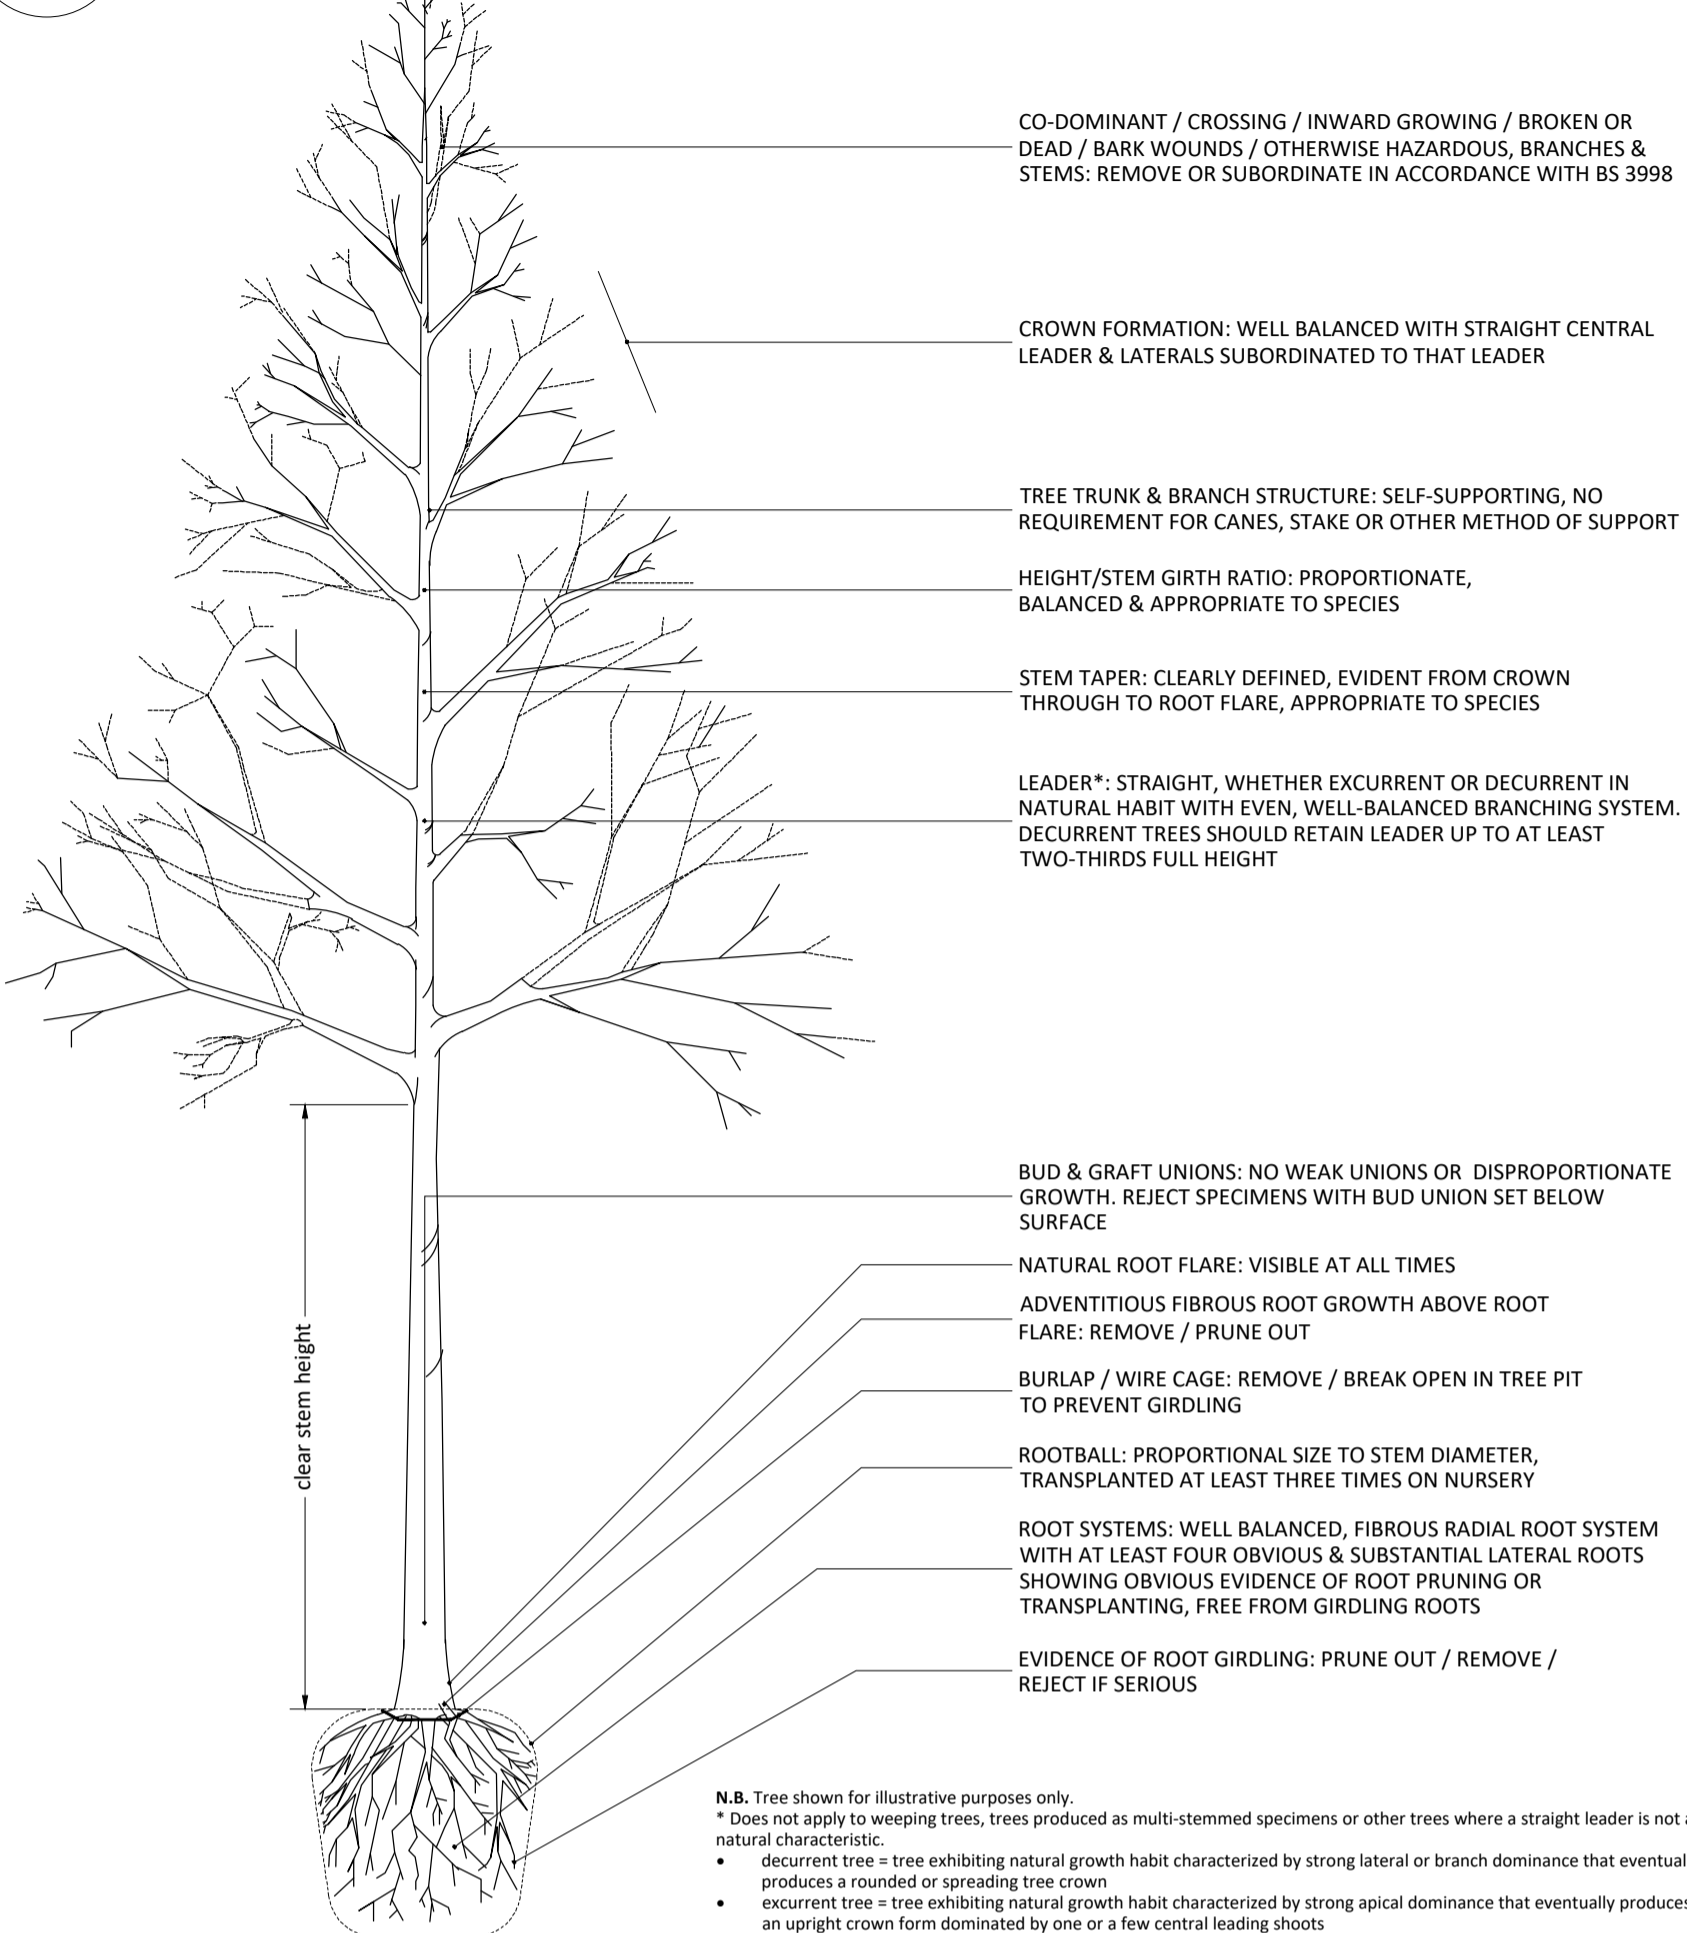 CO-DOMINANT / CROSSING / INWARD GROWING / BROKEN OR
DEAD / BARK WOUNDS / OTHERWISE HAZARDOUS, BRANCHES &
STEMS: REMOVE OR SUBORDINATE IN ACCORDANCE WITH BS 3998
CROWN FORMATION: WELL BALANCED WITH STRAIGHT CENTRAL
LEADER & LATERALS SUBORDINATED TO THAT LEADER
TREE TRUNK & BRANCH STRUCTURE: SELF-SUPPORTING, NO
REQUIREMENT FOR CANES, STAKE OR OTHER METHOD OF SUPPORT
HEIGHT/STEM GIRTH RATIO: PROPORTIONATE,
BALANCED & APPROPRIATE TO SPECIES
STEM TAPER: CLEARLY DEFINED, EVIDENT FROM CROWN
THROUGH TO ROOT FLARE, APPROPRIATE TO SPECIES
LEADER*: STRAIGHT, WHETHER EXCURRENT OR DECURRENT IN
NATURAL HABIT WITH EVEN, WELL-BALANCED BRANCHING SYSTEM.
DECURRENT TREES SHOULD RETAIN LEADER UP TO AT LEAST
TWO-THIRDS FULL HEIGHT
BUD & GRAFT UNIONS: NO WEAK UNIONS OR DISPROPORTIONATE
GROWTH. REJECT SPECIMENS WITH BUD UNION SET BELOW
SURFACE
NATURAL ROOT FLARE: VISIBLE AT ALL TIMES
ADVENTITIOUS FIBROUS ROOT GROWTH ABOVE ROOT
FLARE: REMOVE / PRUNE OUT
clear stem height
BURLAP / WIRE CAGE: REMOVE / BREAK OPEN IN TREE PIT
TO PREVENT GIRDLING
ROOTBALL: PROPORTIONAL SIZE TO STEM DIAMETER,
TRANSPLANTED AT LEAST THREE TIMES ON NURSERY
ROOT SYSTEMS: WELL BALANCED, FIBROUS RADIAL ROOT SYSTEM
WITH AT LEAST FOUR OBVIOUS & SUBSTANTIAL LATERAL ROOTS
SHOWING OBVIOUS EVIDENCE OF ROOT PRUNING OR
TRANSPLANTING, FREE FROM GIRDLING ROOTS
EVIDENCE OF ROOT GIRDLING: PRUNE OUT / REMOVE /
REJECT IF SERIOUS
N.B. Tree shown for illustrative purposes only.
* Does not apply to weeping trees, trees produced as multi-stemmed specimens or other trees where a straight leader is not a
natural characteristic.
• decurrent tree = tree exhibiting natural growth habit characterized by strong lateral or branch dominance that eventual
produces a rounded or spreading tree crown
• excurrent tree = tree exhibiting natural growth habit characterized by strong apical dominance that eventually produces
an upright crown form dominated by one or a few central leading shoots